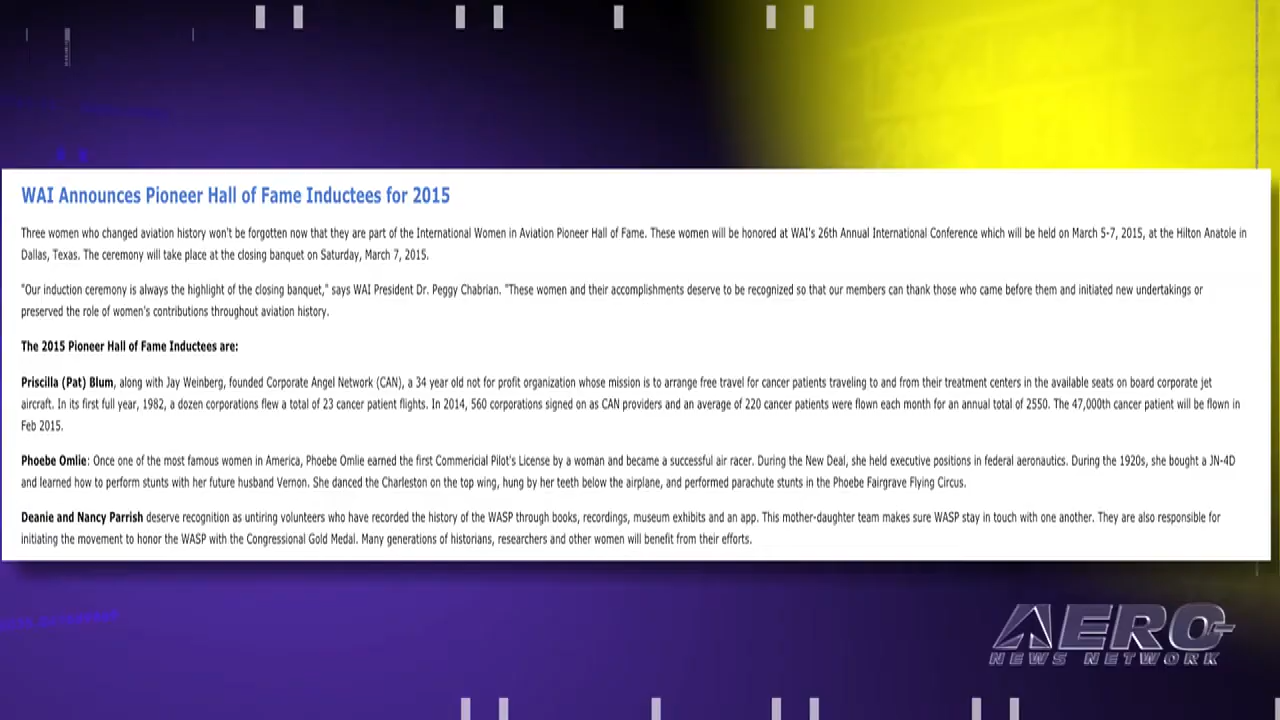 WAI Announces Pioneer Hall of Fame Inductees for 2015
Three women who changed aviation history won't be forgotten now that they are part of the International Women in Aviation Pioneer Hall of Fame. These women will be honored at WAI's 26th Annual International Conference which will be held on March 5-7, 2015, at the Hilton Anatole in
Dallas, Texas. The ceremony will take place at the closing banquet on Saturday, March 7, 2015.
"Our induction ceremony is always the highlight of the closing banquet," says WAI President Dr. Peggy Chabrian. "These women and their accomplishments deserve to be recognized so that our members can thank those who came before them and initiated new undertakings or
preserved the role of women's contributions throughout aviation history.
The 2015 Pioneer Hall of Fame Inductees are:
Priscilla (Pat) Blum, along with Jay Weinberg, founded Corporate Angel Network (CAN), a 34 year old not for profit organization whose mission is to arrange free travel for cancer patients traveling to and from their treatment centers in the available seats on board corporate jet
aircraft. In its first full year, 1982, a dozen corporations flew a total of 23 cancer patient flights. In 2014, 560 corporations signed on as CAN providers and an average of 220 cancer patients were flown each month for an annual total of 2550. The 47,000th cancer patient will be flown in
Feb 2015.
Phoebe Omlie: Once one of the most famous women in America, Phoebe Omlie earned the first Commericial Pilot's License by a woman and became a successful air racer. During the New Deal, she held executive positions in federal aeronautics. During the 1920s, she bought a JN-4D
and learned how to perform stunts with her future husband Vernon. She danced the Charleston on the top wing, hung by her teeth below the airplane, and performed parachute stunts in the Phoebe Fairgrave Flying Circus.
Deanie and Nancy Parrish deserve recognition as untiring volunteers who have recorded the history of the WASP through books, recordings, museum exhibits and an app. This mother-daughter team makes sure WASP stay in touch with one another. They are also responsible for
initiating the movement to honor the WASP with the Congressional Gold Medal. Many generations of historians, researchers and other women will benefit from their efforts.
AERO
NEWS NETWORK